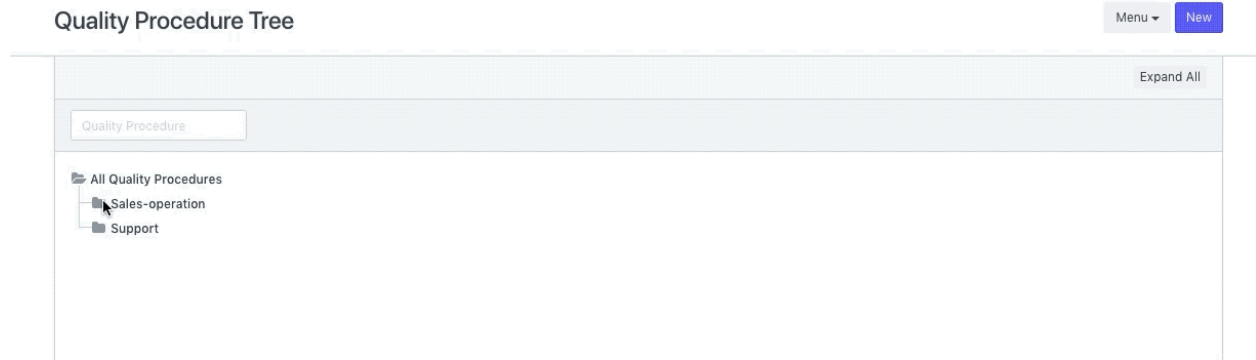 Quality Procedure Tree
Menu
New
Expand All
Quality Procedure
All Quality Procedures
Sales-operation
Support